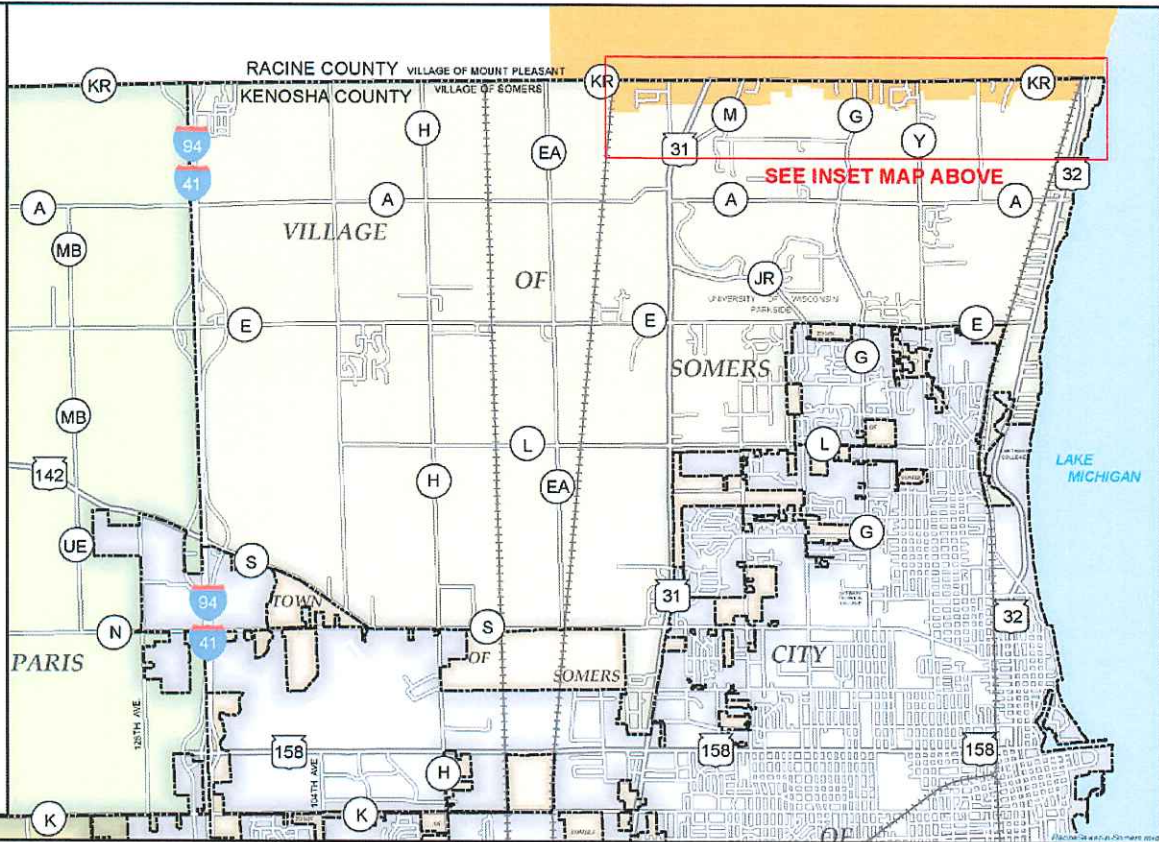 RACINE COUNTY VILLAGE OF MOUNT PLEASANT
KR KR KR
KENOSHA COUNTY VILLAGE OF SOMERS
H M G
94 EA 31 Y
41 SEE INSET MAP ABOVE 32
A A A A
VILLAGE
MB OF
JR
UNIVERSITY OF WISCONSIN
PARKSIDE
E E E
G
SOMERS
MB L L
142 H EA
LAKE
MICHIGAN
UE S G
94 TOWN 31 32
N 41 S
PARIS OF CITY
SOMERS
128TH AVE
158 158 158
H
104TH AVE
K K
OF